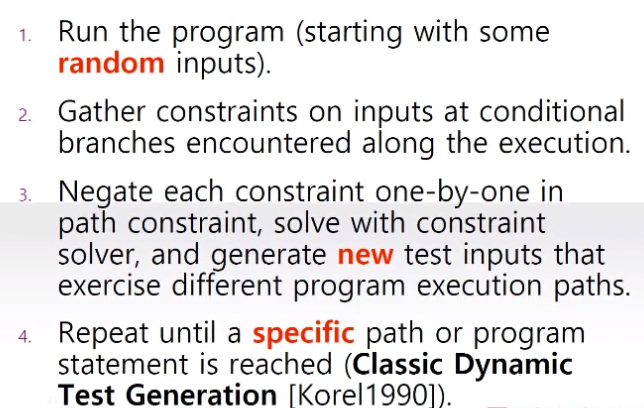 1. Run the program (starting with some
random inputs).
2. Gather constraints on inputs at conditional
branches encountered along the execution.
3. Negate each constraint one-by-one in
path constraint, solve with constraint
solver, and generate new test inputs that
exercise different program execution paths.
4. Repeat until a specific path or program
statement is reached (Classic Dynamic
Test Generation [Korel1990]).